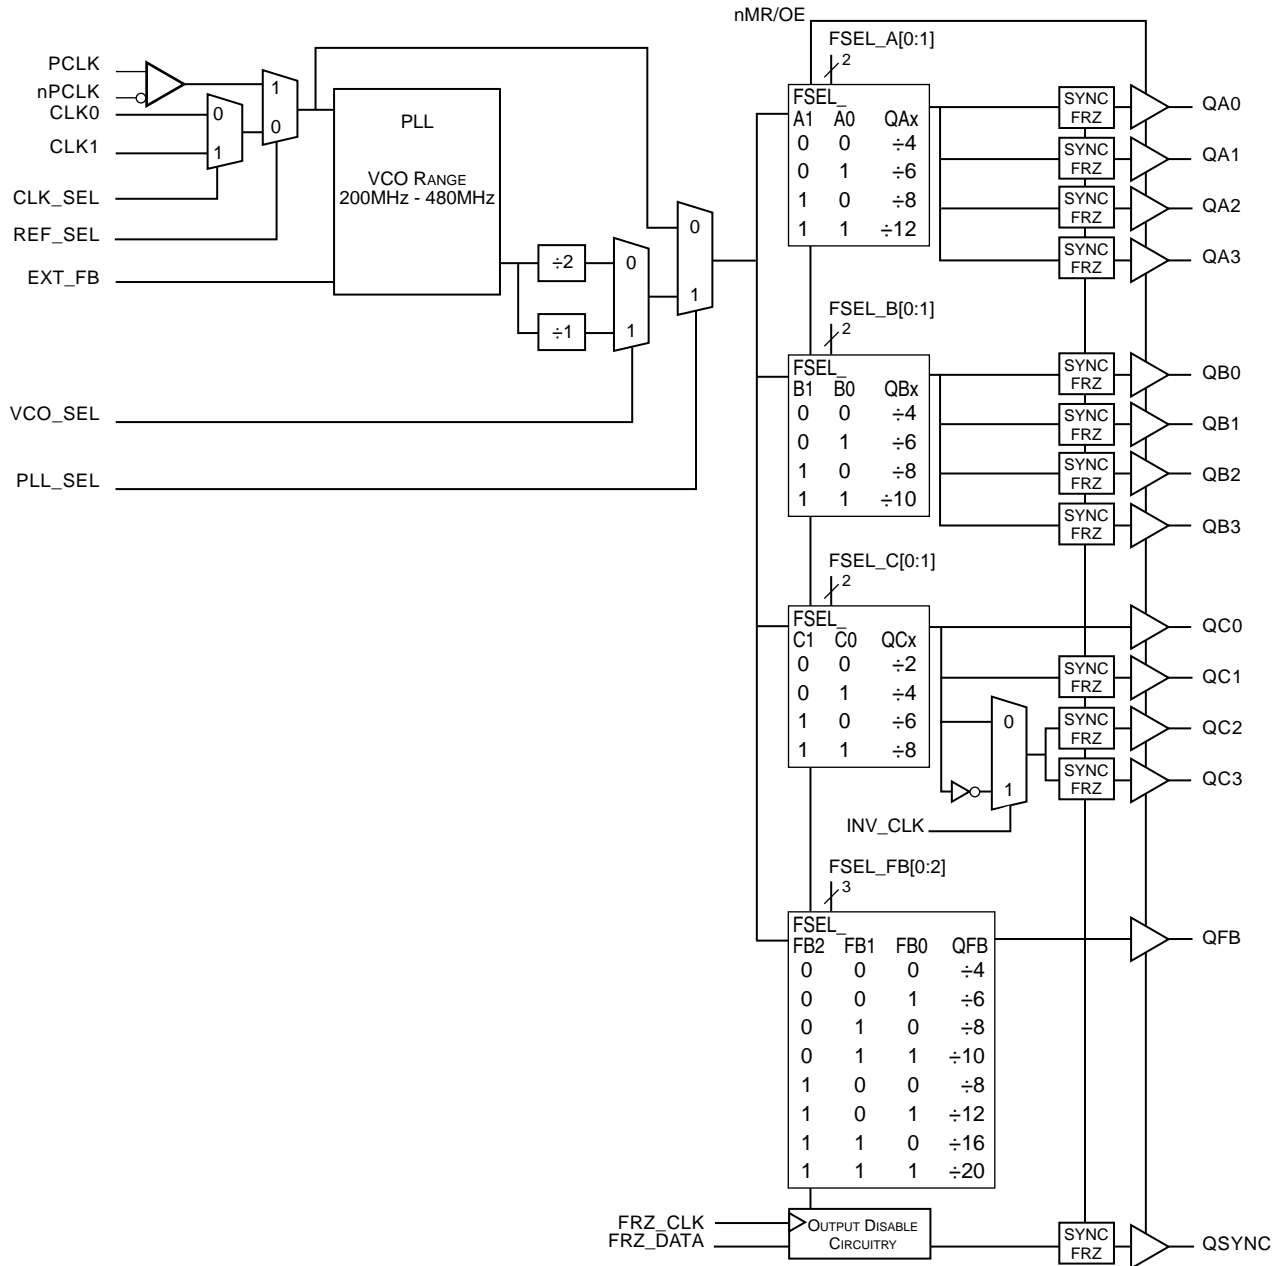 nMR/OE
PCLK
nPCLK
CLK0
CLK1
CLK_SEL
REF_SEL
EXT_FB
VCO_SEL
PLL_SEL
0
1
1
0
PLL
VCO RANGE
200MHz - 480MHz
÷2
÷1
0
1
0
1
FSEL_A[0:1]
2
FSEL_
A1 A0 QAx
0 0 ÷4
0 1 ÷6
1 0 ÷8
1 1 ÷12
SYNC
FRZ
QA0
SYNC
FRZ
QA1
SYNC
FRZ
QA2
SYNC
FRZ
QA3
FSEL_B[0:1]
2
FSEL_
B1 B0 QBx
0 0 ÷4
0 1 ÷6
1 0 ÷8
1 1 ÷10
SYNC
FRZ
QB0
SYNC
FRZ
QB1
SYNC
FRZ
QB2
SYNC
FRZ
QB3
FSEL_C[0:1]
2
FSEL_
C1 C0 QCx
0 0 ÷2
0 1 ÷4
1 0 ÷6
1 1 ÷8
QC0
SYNC
FRZ
QC1
0
1
INV_CLK
SYNC
FRZ
QC2
SYNC
FRZ
QC3
FSEL_FB[0:2]
3
FSEL_
FB2 FB1 FB0 QFB
0 0 0 ÷4
0 0 1 ÷6
0 1 0 ÷8
0 1 1 ÷10
1 0 0 ÷8
1 0 1 ÷12
1 1 0 ÷16
1 1 1 ÷20
QFB
FRZ_CLK
FRZ_DATA
OUTPUT DISABLE
CIRCUITRY
SYNC
FRZ
QSYNC